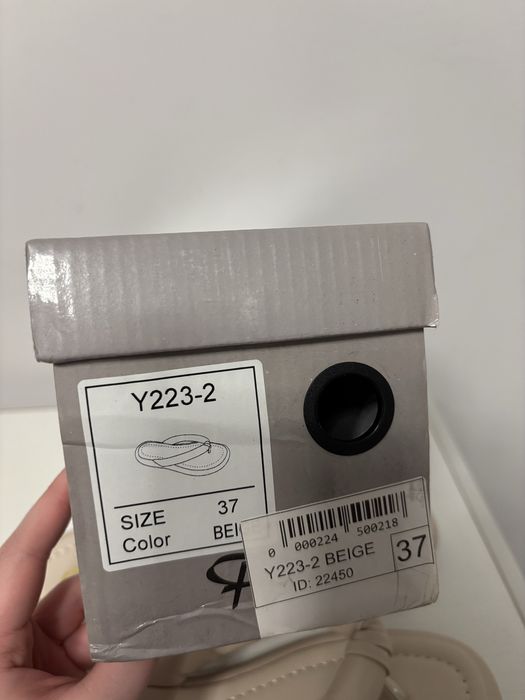 Y223-2
SIZE 37
Color BEI
0 000224 500218
Y223-2 BEIGE 37
ID: 22450